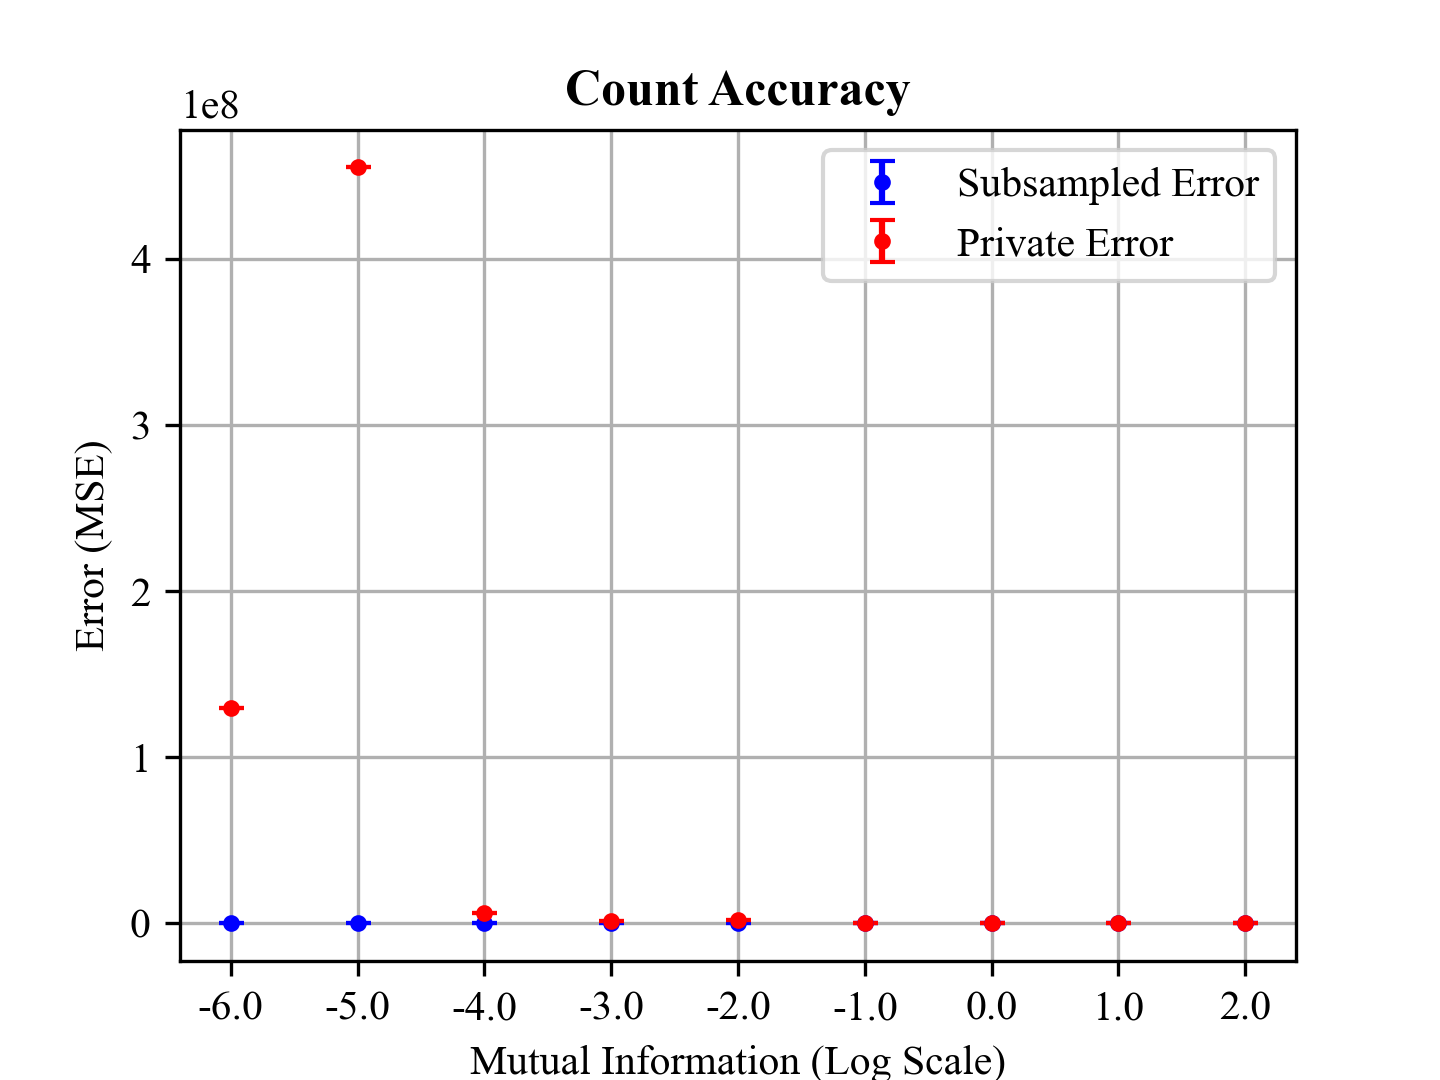 Count Accuracy
1e8
Subsampled Error
Private Error
4
3
2
1
0
Error (MSE)
-6.0 -5.0 -4.0 -3.0 -2.0 -1.0 0.0 1.0 2.0
Mutual Information (Log Scale)